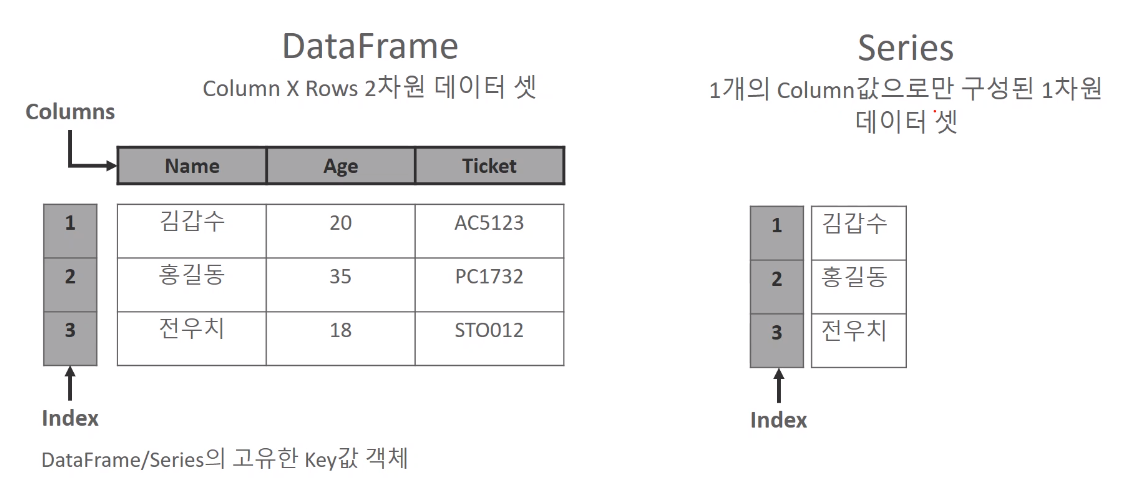 DataFrame
Column X Rows 2차원 데이터 셋
Columns
Name Age Ticket
1 김갑수 20 AC5123
2 홍길동 35 PC1732
3 전우치 18 STO012
Index
DataFrame/Series의 고유한 Key값 객체
Series
1개의 Column값으로만 구성된 1차원
데이터 셋
1 김갑수
2 홍길동
3 전우치
Index